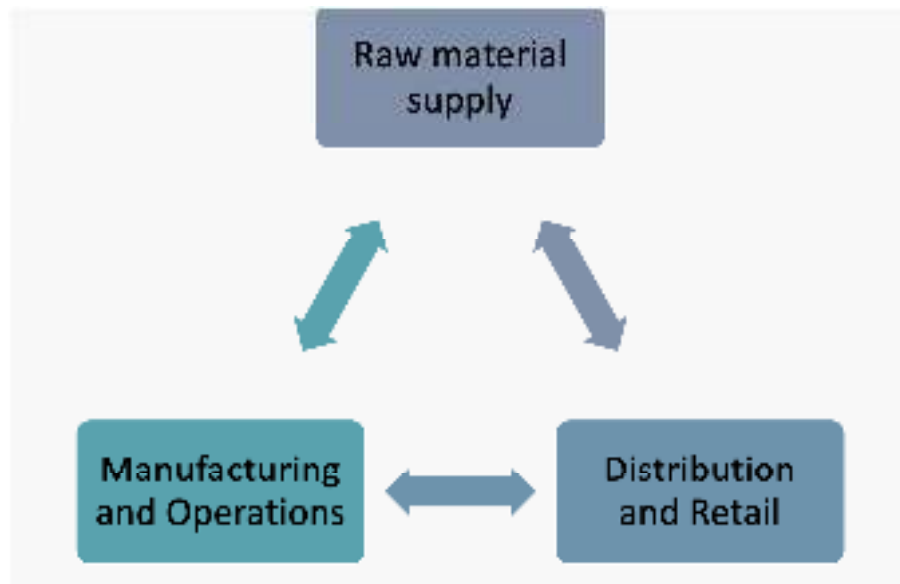 Raw material
supply
Manufacturing
and Operations
Distribution
and Retail